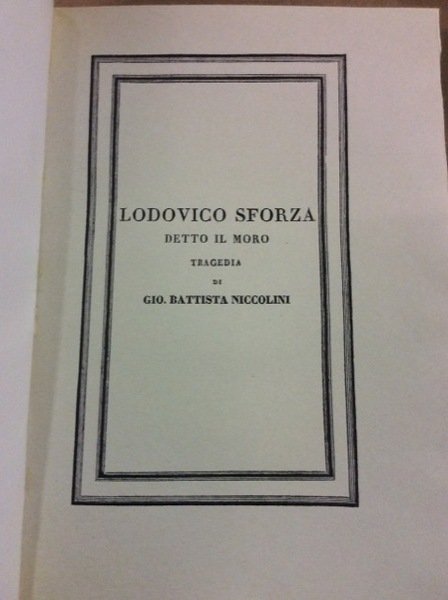 LODOVICO SFORZA
DETTO IL MORO
TRAGEDIA
DI
GIO. BATTISTA NICCOLINI